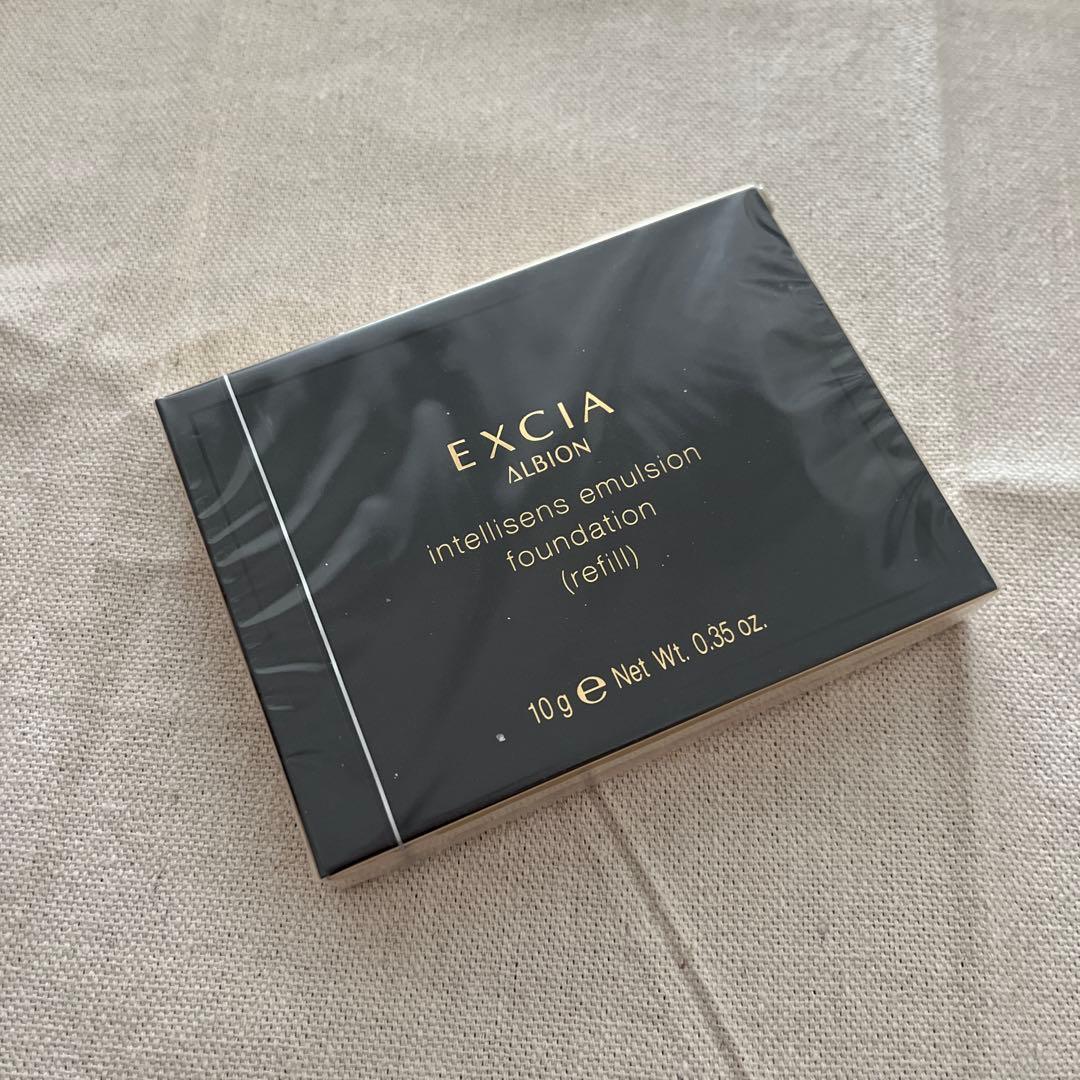 EXCIA
ALBION
intellisens emulsion
foundation
(refill)
10 g e Net Wt. 0.35 oz.